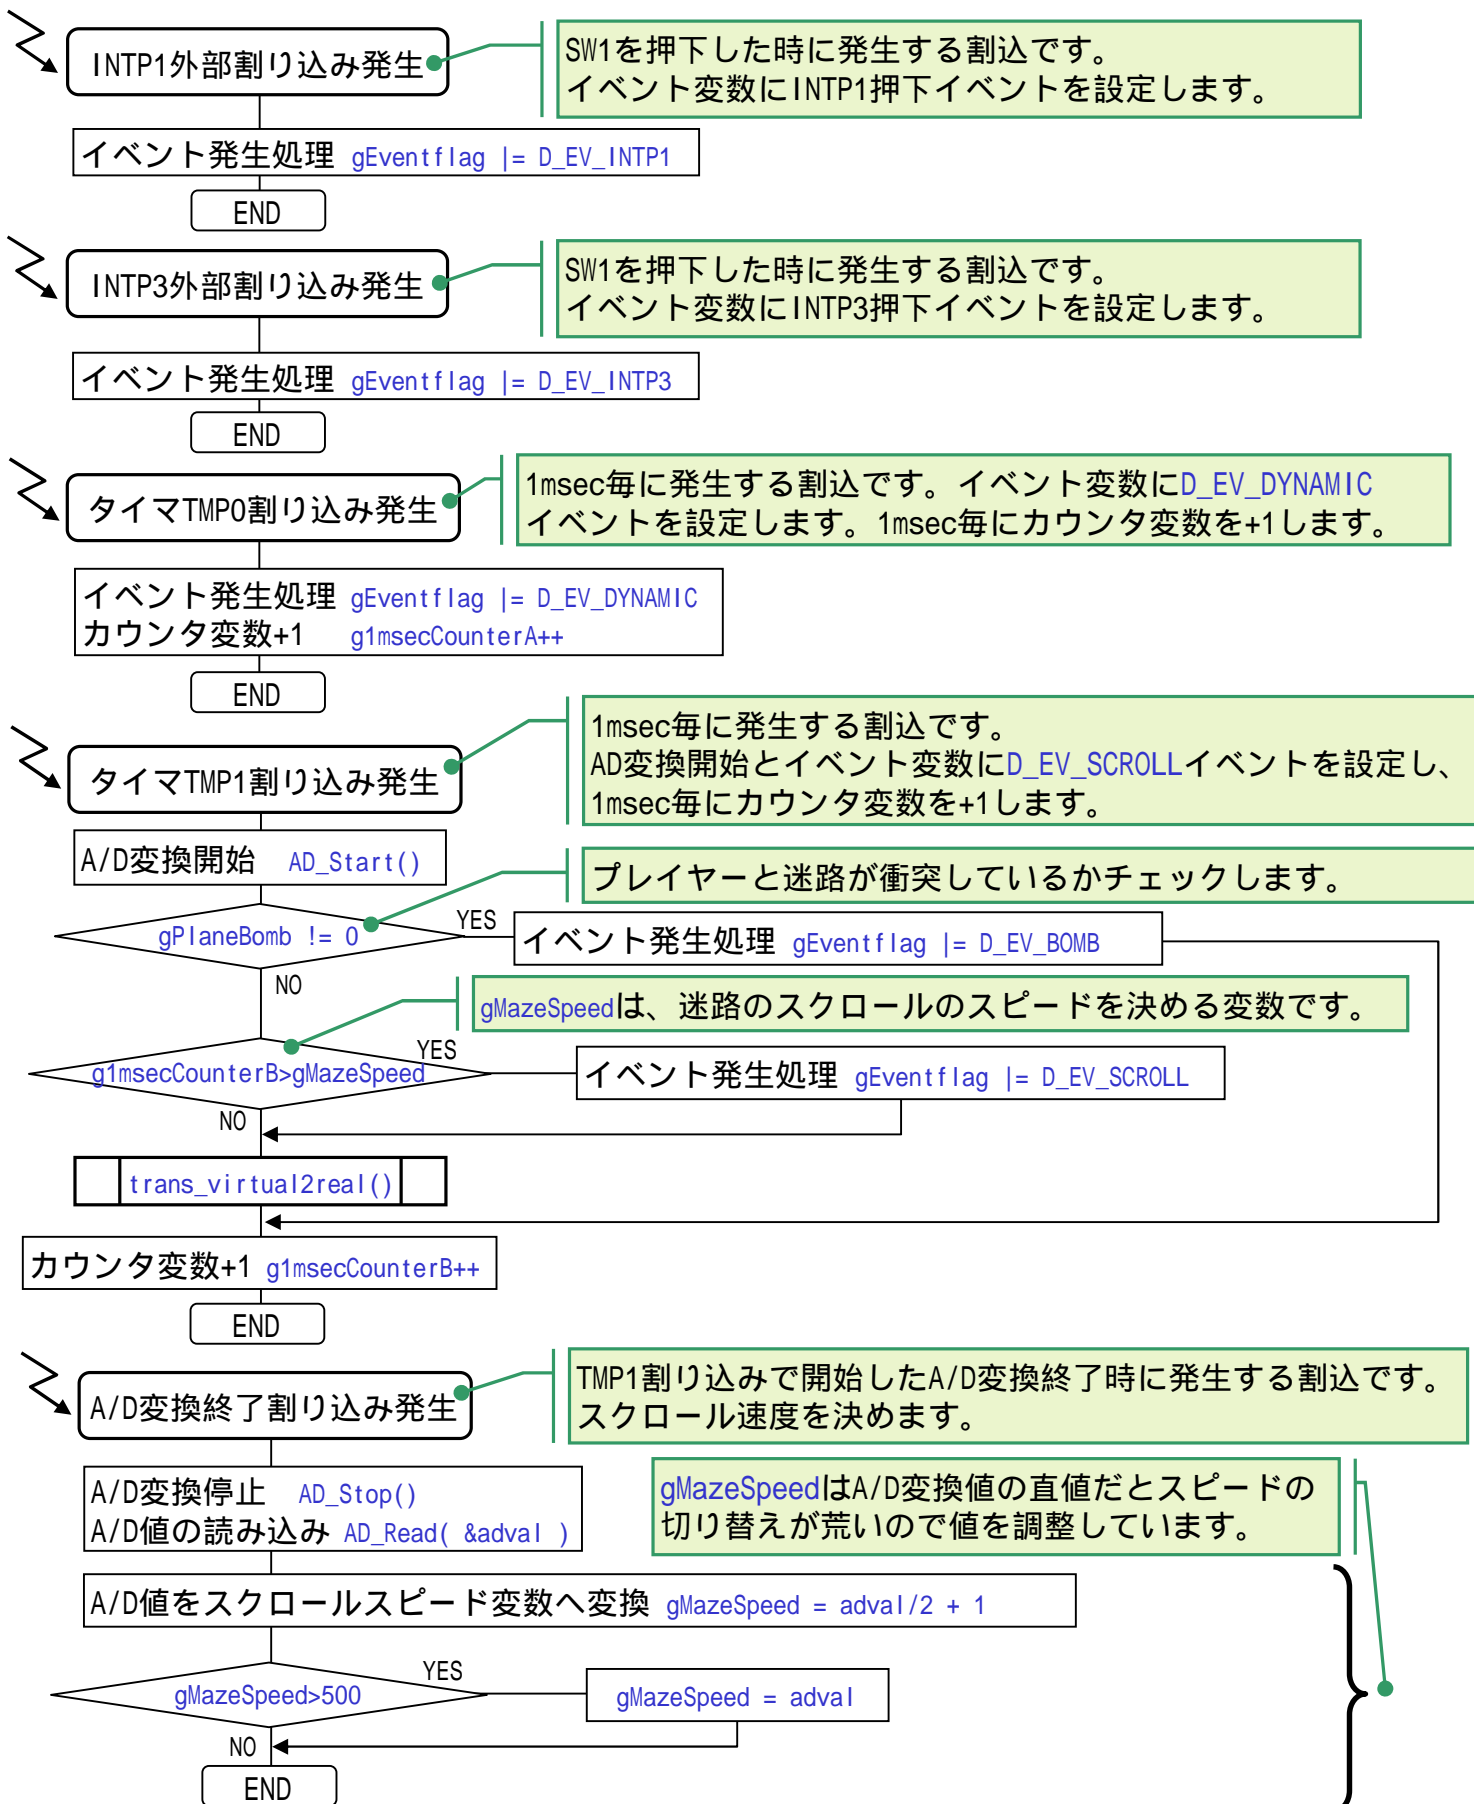 INTP1外部割り込み発生
SW1を押下した時に発生する割込です。
イベント変数にINTP1押下イベントを設定します。
イベント発生処理 gEventflag |= D_EV_INTP1
END
INTP3外部割り込み発生
SW1を押下した時に発生する割込です。
イベント変数にINTP3押下イベントを設定します。
イベント発生処理 gEventflag |= D_EV_INTP3
END
タイマTMP0割り込み発生
1msec毎に発生する割込です。イベント変数にD_EV_DYNAMIC
イベントを設定します。1msec毎にカウンタ変数を+1します。
イベント発生処理 gEventflag |= D_EV_DYNAMIC
カウンタ変数+1 g1msecCounterA++
END
タイマTMP1割り込み発生
1msec毎に発生する割込です。
AD変換開始とイベント変数にD_EV_SCROLLイベントを設定し、
1msec毎にカウンタ変数を+1します。
A/D変換開始 AD_Start()
プレイヤーと迷路が衝突しているかチェックします。
gPlaneBomb != 0
YES
イベント発生処理 gEventflag |= D_EV_BOMB
NO
gMazeSpeedは、迷路のスクロールのスピードを決める変数です。
g1msecCounterB>gMazeSpeed
YES
イベント発生処理 gEventflag |= D_EV_SCROLL
NO
trans_virtual2real()
カウンタ変数+1 g1msecCounterB++
END
A/D変換終了割り込み発生
TMP1割り込みで開始したA/D変換終了時に発生する割込です。
スクロール速度を決めます。
A/D変換停止 AD_Stop()
A/D値の読み込み AD_Read( &adval )
gMazeSpeedはA/D変換値の直値だとスピードの
切り替えが荒いので値を調整しています。
A/D値をスクロールスピード変数へ変換 gMazeSpeed = adval/2 + 1
gMazeSpeed>500
YES
gMazeSpeed = adval
NO
END